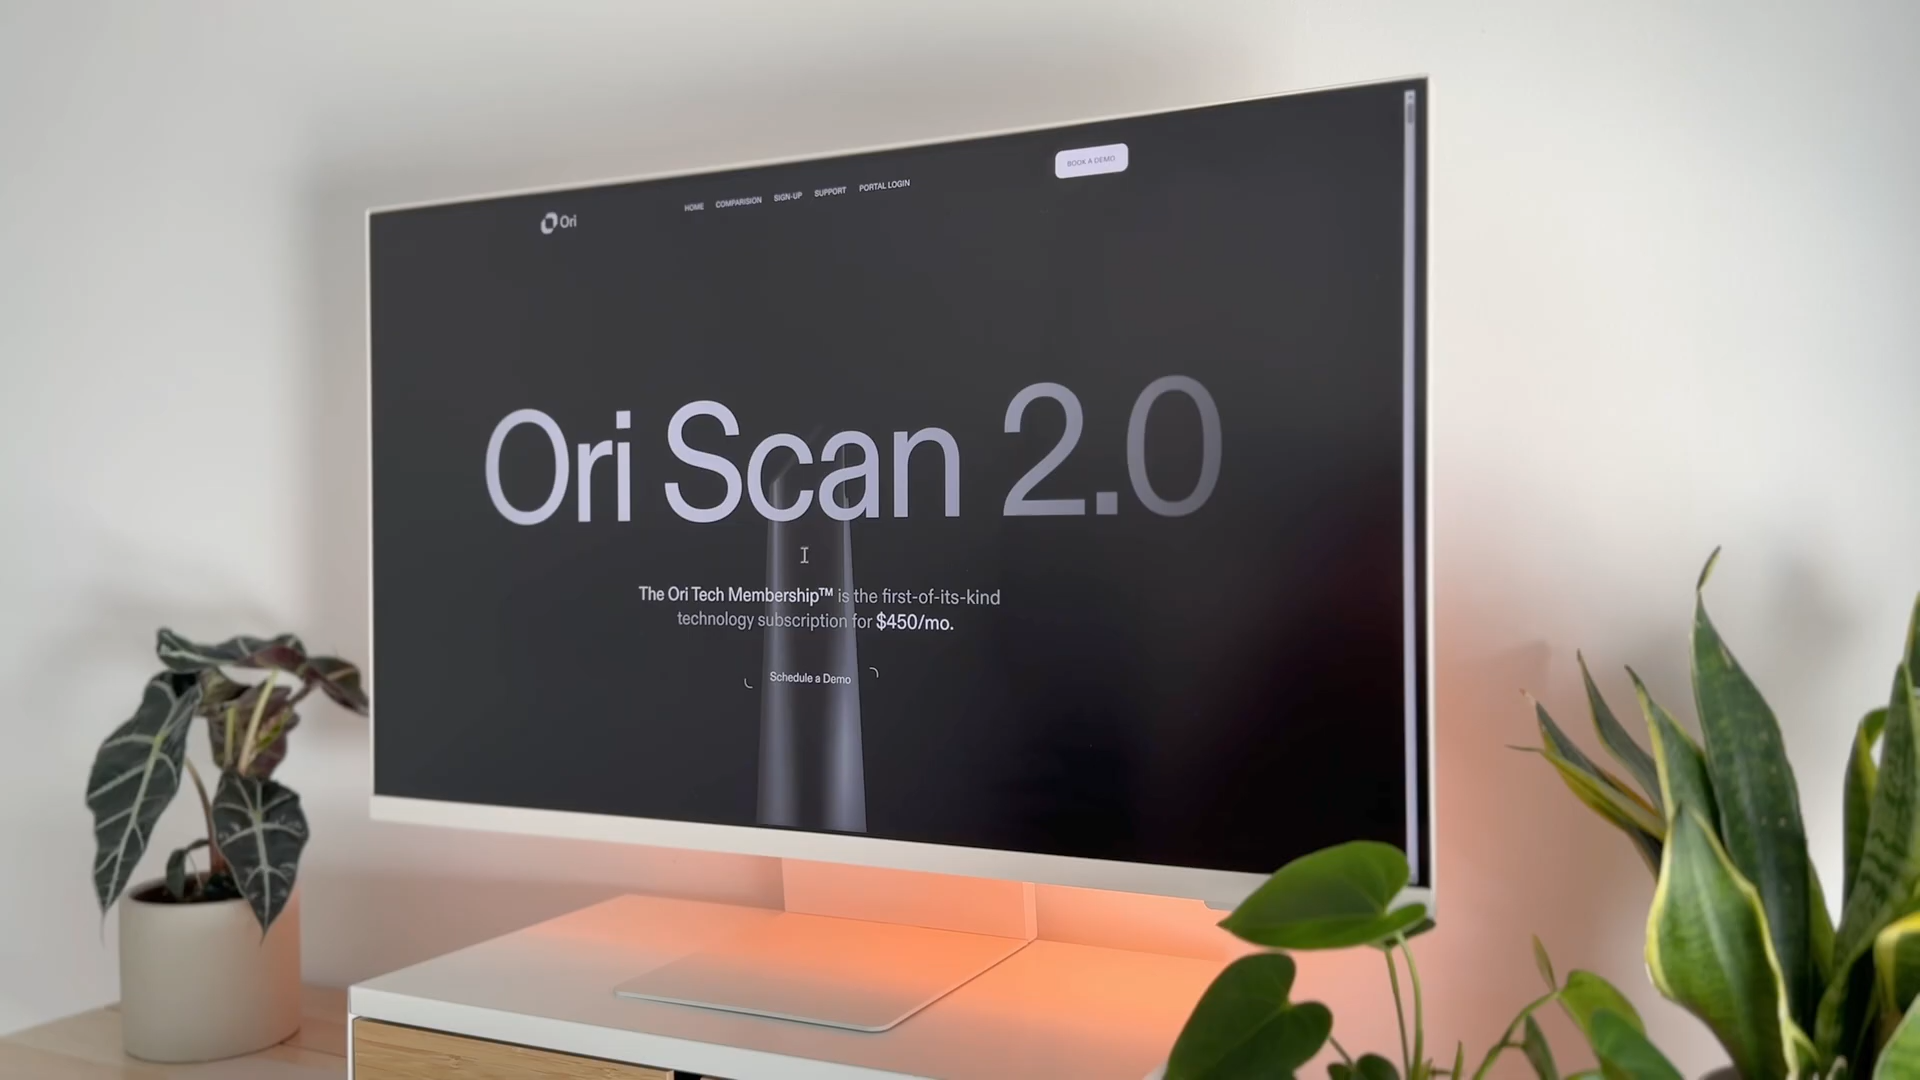 Ori
HOME COMPARISION SIGN-UP SUPPORT PORTAL LOGIN
BOOK A DEMO
Ori Scan 2.0
The Ori Tech Membership™ is the first-of-its-kind
technology subscription for $450/mo.
Schedule a Demo